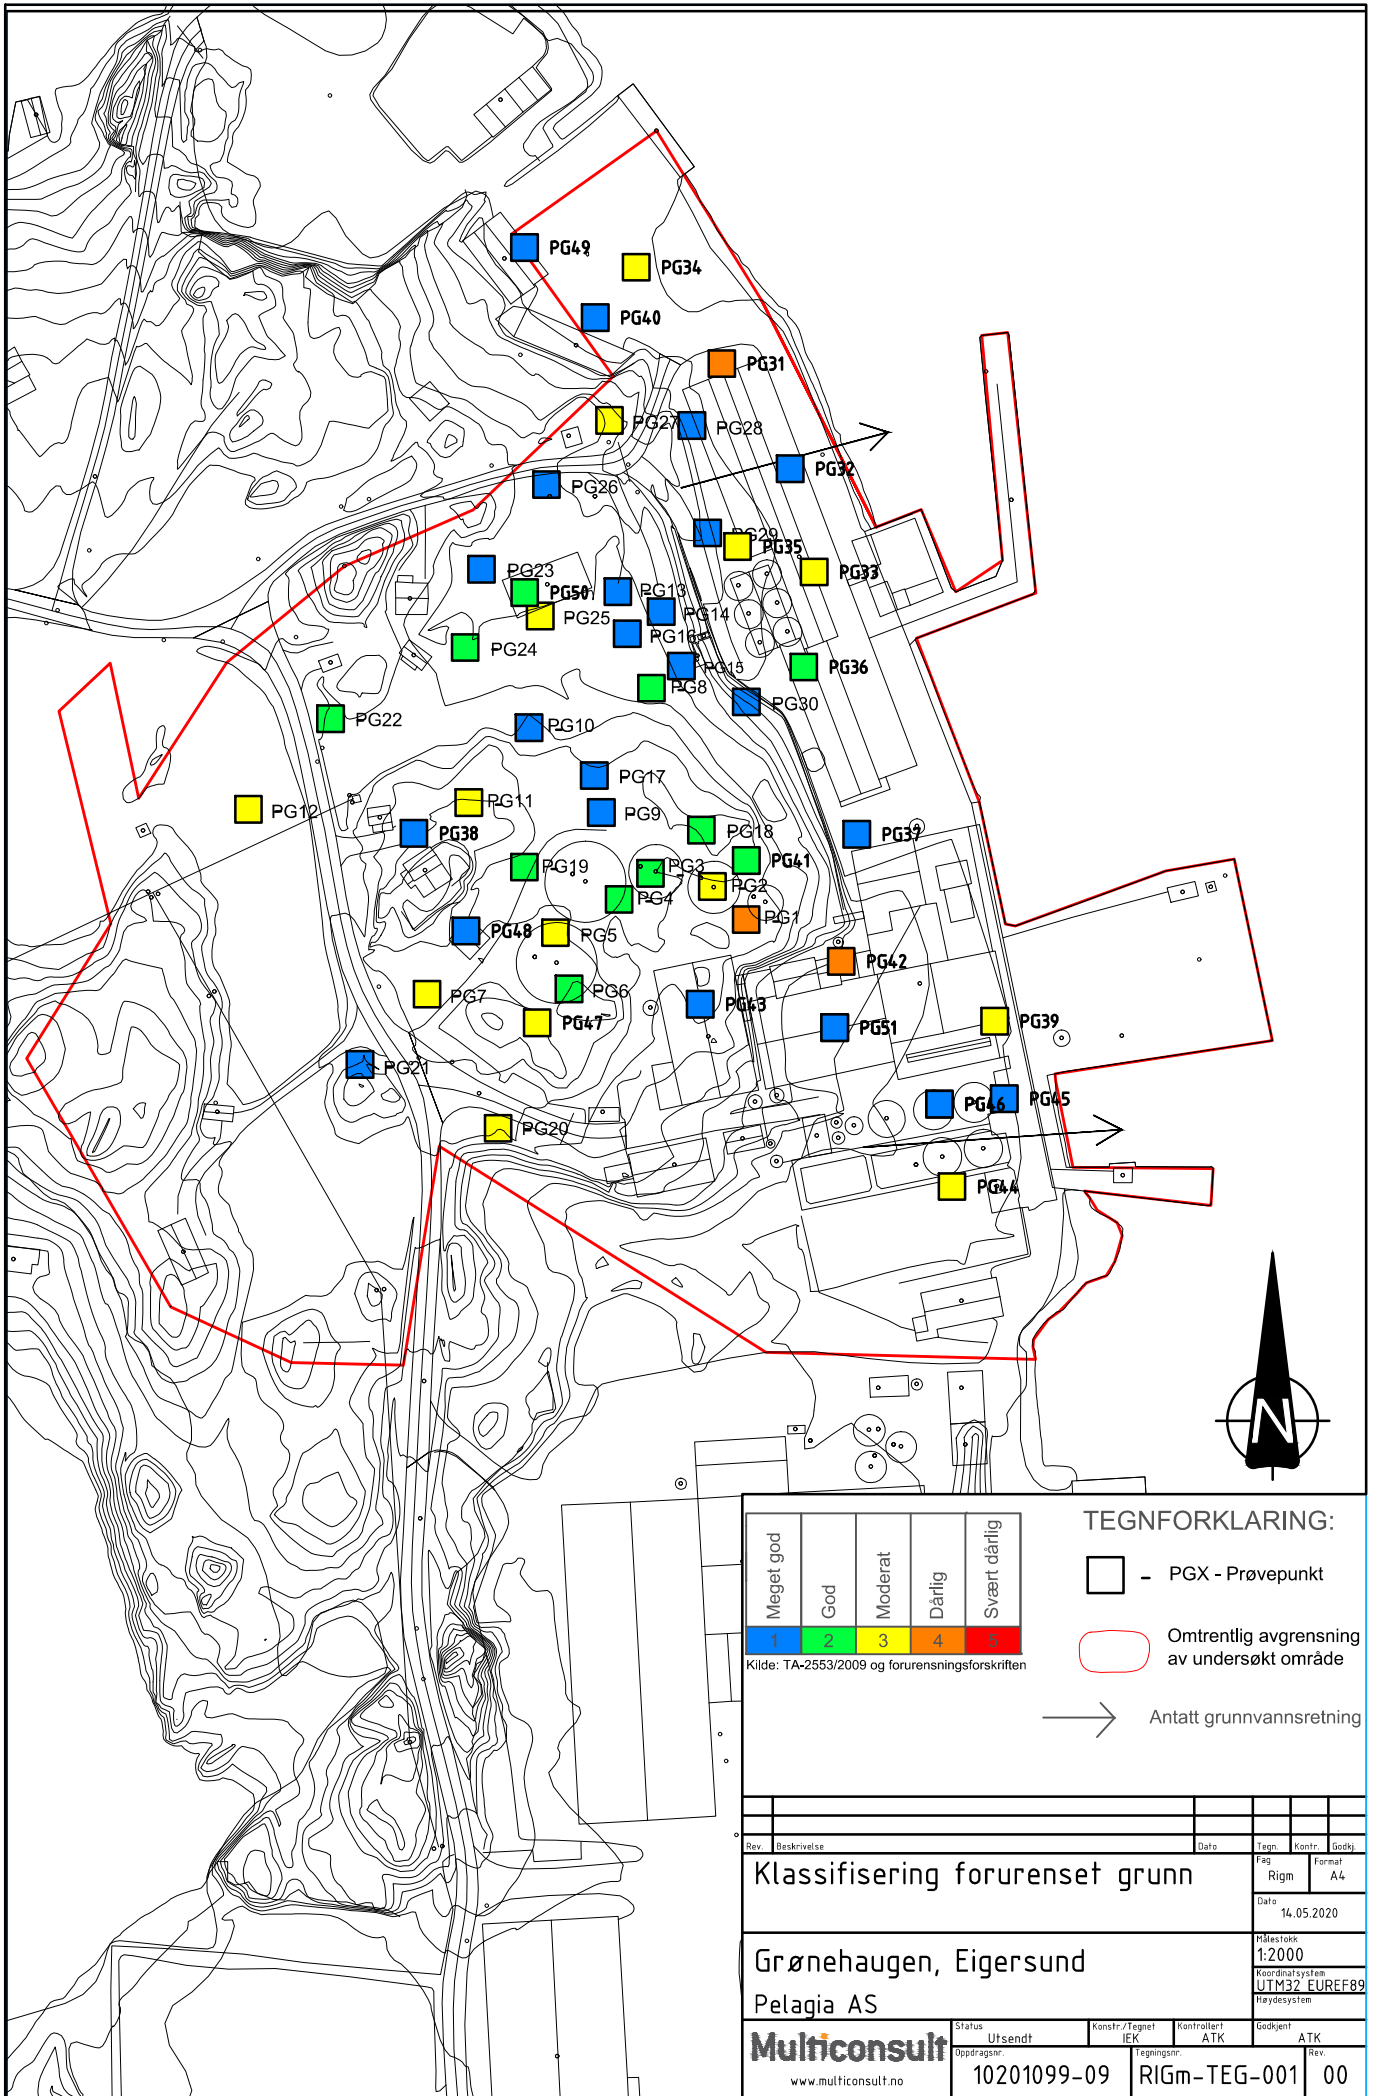 PG49
PG34
PG40
PG31
PG27
PG28
PG32
PG26
PG29
PG35
PG33
PG23
PG50
PG13
PG25
PG14
PG16
PG24
PG15
PG36
PG8
PG30
PG22
PG10
PG17
PG11
PG12
PG9
PG18
PG38
PG37
PG41
PG19
PG3
PG2
PG4
PG1
PG48
PG5
PG42
PG7
PG6
PG43
PG47
PG51
PG39
PG21
PG46
PG45
PG20
PG44
N
TEGNFORKLARING:
Meget god
God
Moderat
Dårlig
Svært dårlig
1 2 3 4 5
Kilde: TA-2553/2009 og forurensningsforskriften
- PGX - Prøvepunkt
Omtrentlig avgrensning
av undersøkt område
Antatt grunnvannsretning
Rev. Beskrivelse Dato Tegn. Kontr. Godkj.
Klassifisering forurenset grunn
Fag
Rigm
Format
A4
Dato
14.05.2020
Grønehaugen, Eigersund
Pelagia AS
Målestokk
1:2000
Koordinatsystem
UTM32 EUREF89
Høydesystem
Multiconsult
www.multiconsult.no
Status
Utsendt
Konstr./Tegnet
IEK
Kontrollert
ATK
Godkjent
ATK
Oppdragsnr.
10201099-09
Tegningsnr.
RIGm-TEG-001
Rev.
00